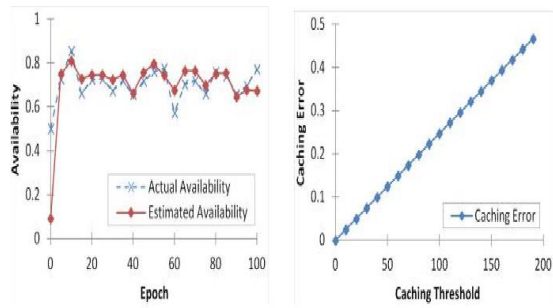 1
0.8
0.6
0.4
0.2
0
Availability
Actual Availability
Estimated Availability
0 20 40 60 80 100
Epoch
0.5
0.4
0.3
0.2
0.1
0
Caching Error
Caching Error
0 50 100 150 200
Caching Threshold